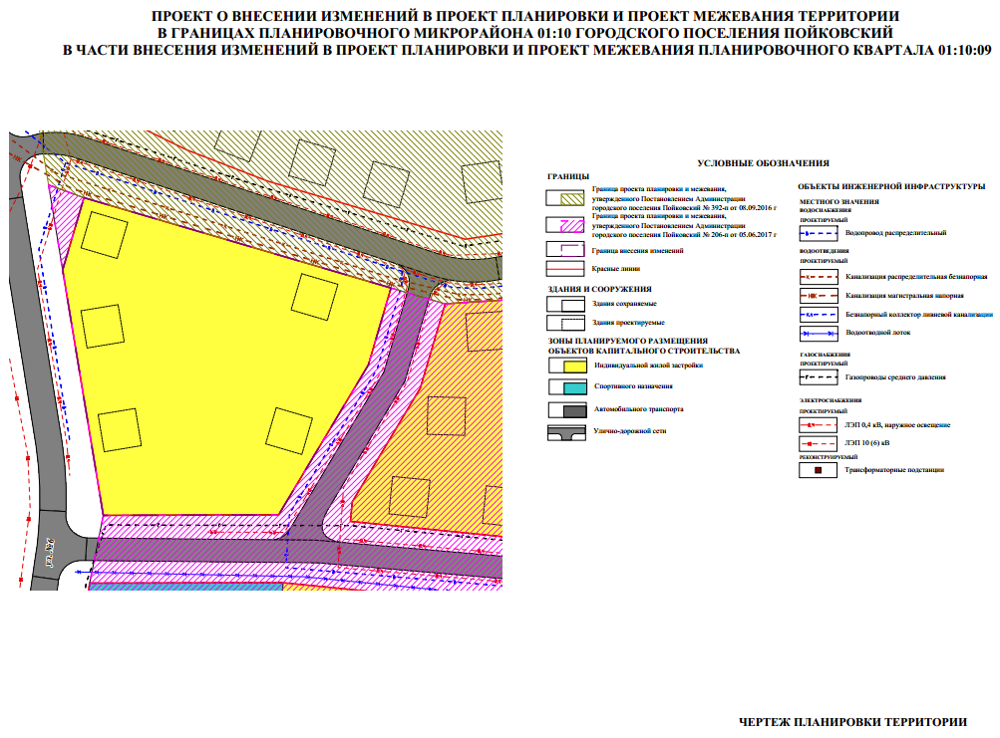 ПРОЕКТ О ВНЕСЕНИИ ИЗМЕНЕНИЙ В ПРОЕКТ ПЛАНИРОВКИ И ПРОЕКТ МЕЖЕВАНИЯ ТЕРРИТОРИИ
В ГРАНИЦАХ ПЛАНИРОВОЧНОГО МИКРОРАЙОНА 01:10 ГОРОДСКОГО ПОСЕЛЕНИЯ ПОЙКОВСКИЙ
В ЧАСТИ ВНЕСЕНИЯ ИЗМЕНЕНИЙ В ПРОЕКТ ПЛАНИРОВКИ И ПРОЕКТ МЕЖЕВАНИЯ ПЛАНИРОВОЧНОГО КВАРТАЛА 01:10:09
УСЛОВНЫЕ ОБОЗНАЧЕНИЯ
ГРАНИЦЫ
Граница проекта планировки и межевания,
утвержденного Постановлением Администрации
городского поселения Пойковский № 392-п от 08.09.2016 г
Граница проекта планировки и межевания,
утвержденного Постановлением Администрации
городского поселения Пойковский № 206-п от 05.06.2017 г
Граница внесения изменений
Красные линии
ЗДАНИЯ И СООРУЖЕНИЯ
Здания сохраняемые
Здания проектируемые
ЗОНЫ ПЛАНИРУЕМОГО РАЗМЕЩЕНИЯ
ОБЪЕКТОВ КАПИТАЛЬНОГО СТРОИТЕЛЬСТВА
Индивидуальной жилой застройки
Спортивного назначения
Автомобильного транспорта
Улично-дорожной сети
ОБЪЕКТЫ ИНЖЕНЕРНОЙ ИНФРАСТРУКТУРЫ
МЕСТНОГО ЗНАЧЕНИЯ
ВОДОСНАБЖЕНИЯ
ПРОЕКТИРУЕМЫЙ
Водопровод распределительный
ВОДООТВЕДЕНИЯ
ПРОЕКТИРУЕМЫЙ
Канализация распределительная безнапорная
Канализация магистральная напорная
Безнапорный коллектор ливневой канализации
Водоотводной лоток
ГАЗОСНАБЖЕНИЯ
ПРОЕКТИРУЕМЫЙ
Газопроводы среднего давления
ЭЛЕКТРОСНАБЖЕНИЯ
ПРОЕКТИРУЕМЫЙ
ЛЭП 0,4 кВ, наружное освещение
ЛЭП 10 (6) кВ
РЕКОНСТРУИРУЕМЫЙ
Трансформаторные подстанции
ЧЕРТЕЖ ПЛАНИРОВКИ ТЕРРИТОРИИ